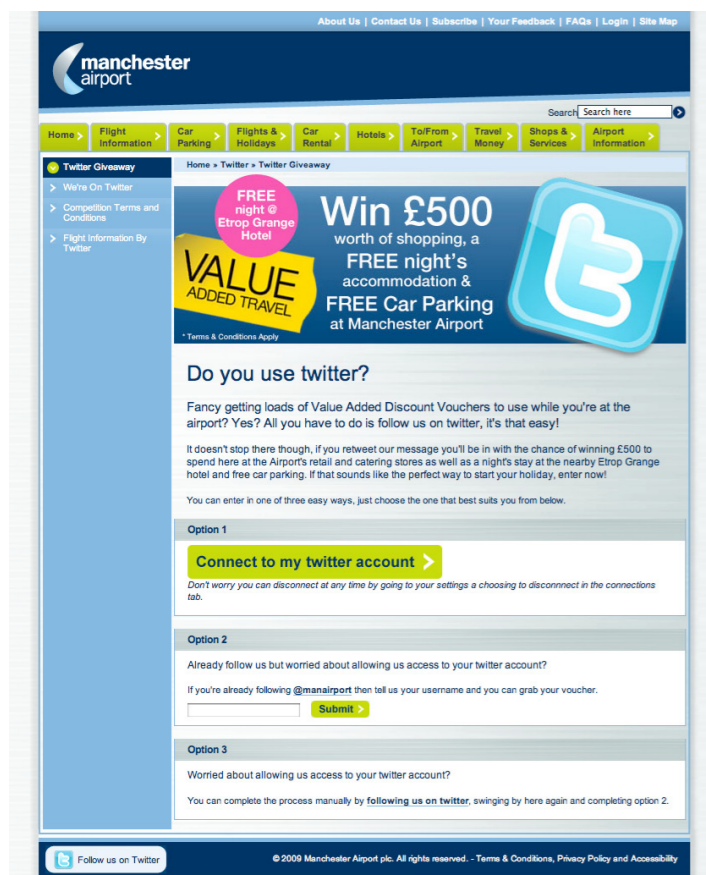 About Us | Contact Us | Subscribe | Your Feedback | FAQs | Login | Site Map
manchester
airport
Search Search here
Home
Flight
Information
Car
Parking
Flights &
Holidays
Car
Rental
Hotels
To/From
Airport
Travel
Money
Shops &
Services
Airport
Information
Twitter Giveaway
We're On Twitter
Competition Terms and
Conditions
Flight Information By
Twitter
Home » Twitter » Twitter Giveaway
FREE
night @
Etrop Grange
Hotel
VALUE
ADDED TRAVEL
* Terms & Conditions Apply
Win £500
worth of shopping, a
FREE night's
accommodation &
FREE Car Parking
at Manchester Airport
t
Do you use twitter?
Fancy getting loads of Value Added Discount Vouchers to use while you're at the
airport? Yes? All you have to do is follow us on twitter, it's that easy!
It doesn't stop there though, if you retweet our message you'll be in with the chance of winning £500 to
spend here at the Airport's retail and catering stores as well as a night's stay at the nearby Etrop Grange
hotel and free car parking. If that sounds like the perfect way to start your holiday, enter now!
You can enter in one of three easy ways, just choose the one that best suits you from below.
Option 1
Connect to my twitter account
Don't worry you can disconnect at any time by going to your settings a choosing to disconnnect in the connections
tab.
Option 2
Already follow us but worried about allowing us access to your twitter account?
If you're already following @manairport then tell us your username and you can grab your voucher.
Submit
Option 3
Worried about allowing us access to your twitter account?
You can complete the process manually by following us on twitter, swinging by here again and completing option 2.
Follow us on Twitter
© 2009 Manchester Airport plc. All rights reserved. - Terms & Conditions, Privacy Policy and Accessibility